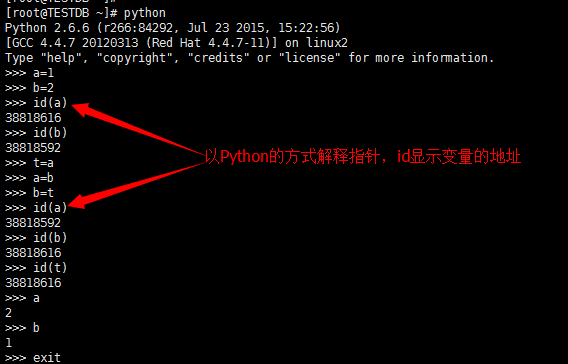 [root@TESTDB ~]# python
Python 2.6.6 (r266:84292, Jul 23 2015, 15:22:56)
[GCC 4.4.7 20120313 (Red Hat 4.4.7-11)] on linux2
Type "help", "copyright", "credits" or "license" for more information.
>>> a=1
>>> b=2
>>> id(a)
38818616
>>> id(b)
38818592
以Python的方式解释指针，id显示变量的地址
>>> t=a
>>> a=b
>>> b=t
>>> id(a)
38818592
>>> id(b)
38818616
>>> id(t)
38818616
>>> a
2
>>> b
1
>>> exit